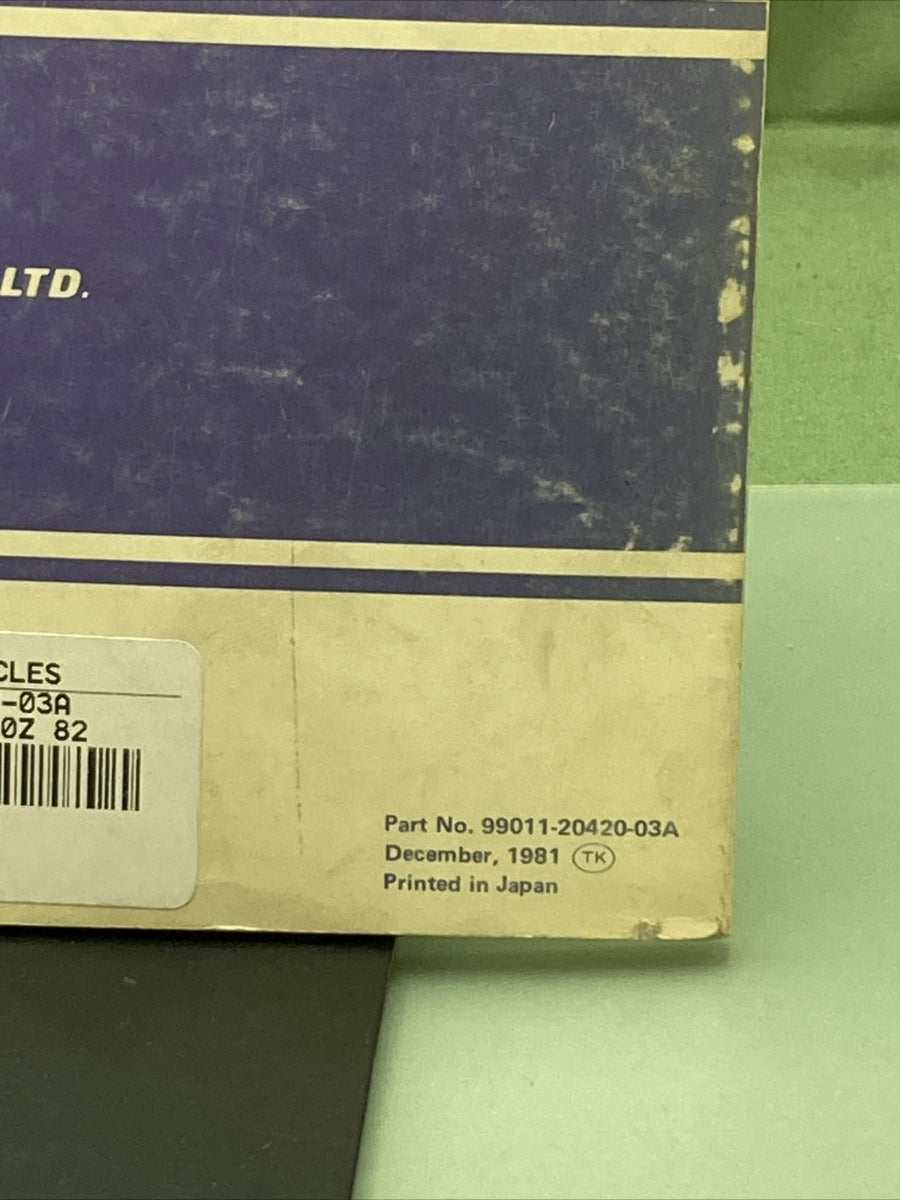 LTD.
CLES
-03A
0Z 82
Part No. 99011-20420-03A
December, 1981 TK
Printed in Japan